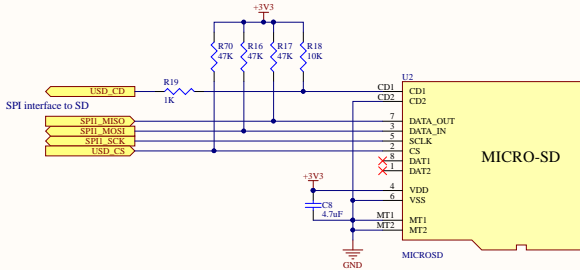 +3V3
R70 R16 R17 R18
47K 47K 47K 10K
R19
1K
USD_CD
SPI interface to SD
SPI1_MISO
SPI1_MOSI
SPI1_SCK
USD_CS
U2
CD1 CD1
CD2 CD2
7 DATA_OUT
3 DATA_IN
5 SCLK
2 CS
8 DAT1
1 DAT2
MICRO-SD
+3V3
4 VDD
6 VSS
C8
4.7uF
MT1 MT1
MT2 MT2
GND
MICROSD